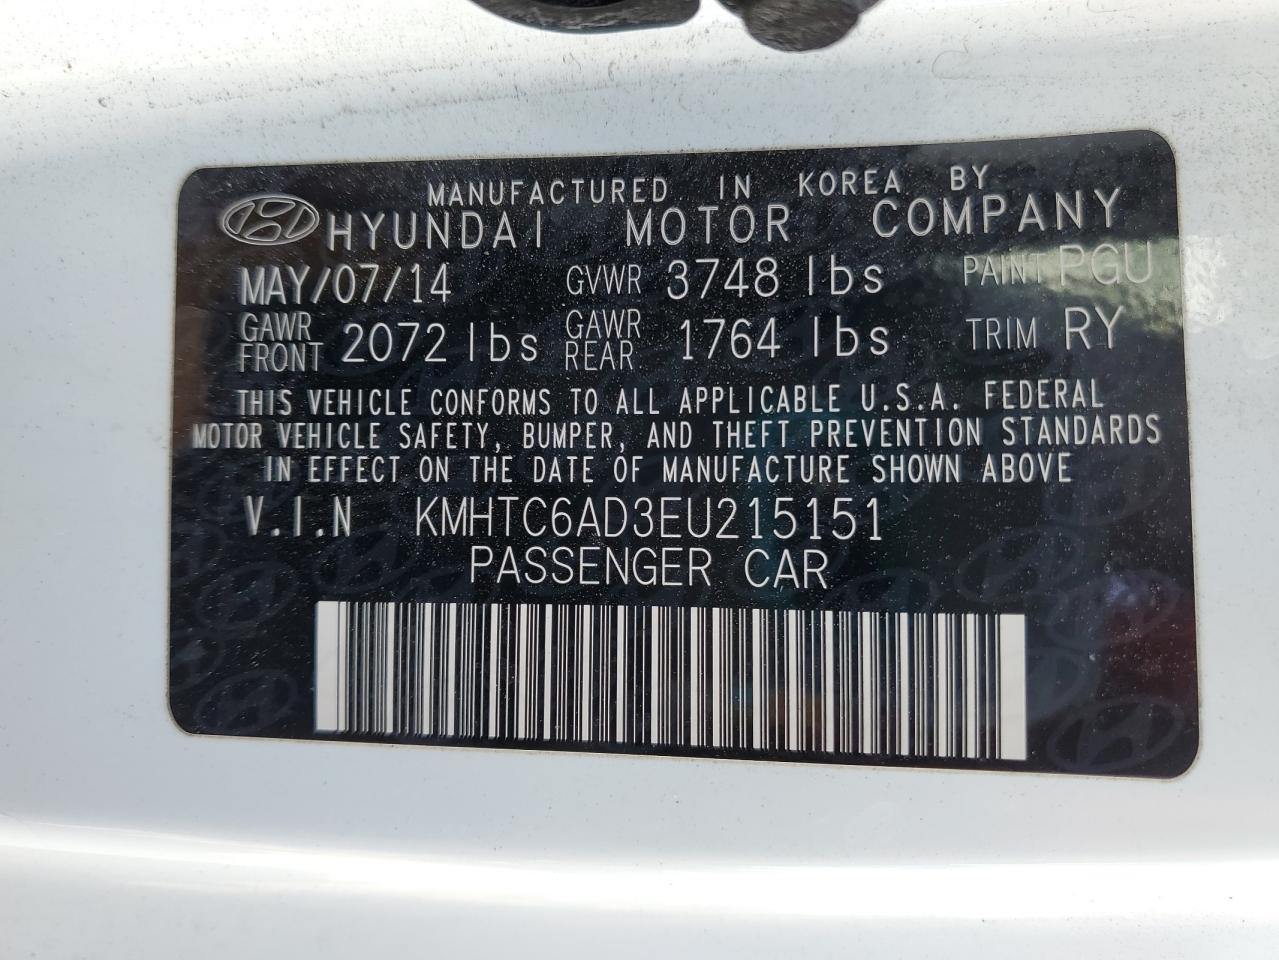 MANUFACTURED IN KOREA BY
HYUNDAI MOTOR COMPANY
MAY/07/14 GVWR 3748 lbs PAINT PGU
GAWR FRONT 2072 lbs GAWR REAR 1764 lbs TRIM RY
THIS VEHICLE CONFORMS TO ALL APPLICABLE U.S.A. FEDERAL
MOTOR VEHICLE SAFETY, BUMPER, AND THEFT PREVENTION STANDARDS
IN EFFECT ON THE DATE OF MANUFACTURE SHOWN ABOVE
V.I.N KMHTC6AD3EU215151
PASSENGER CAR